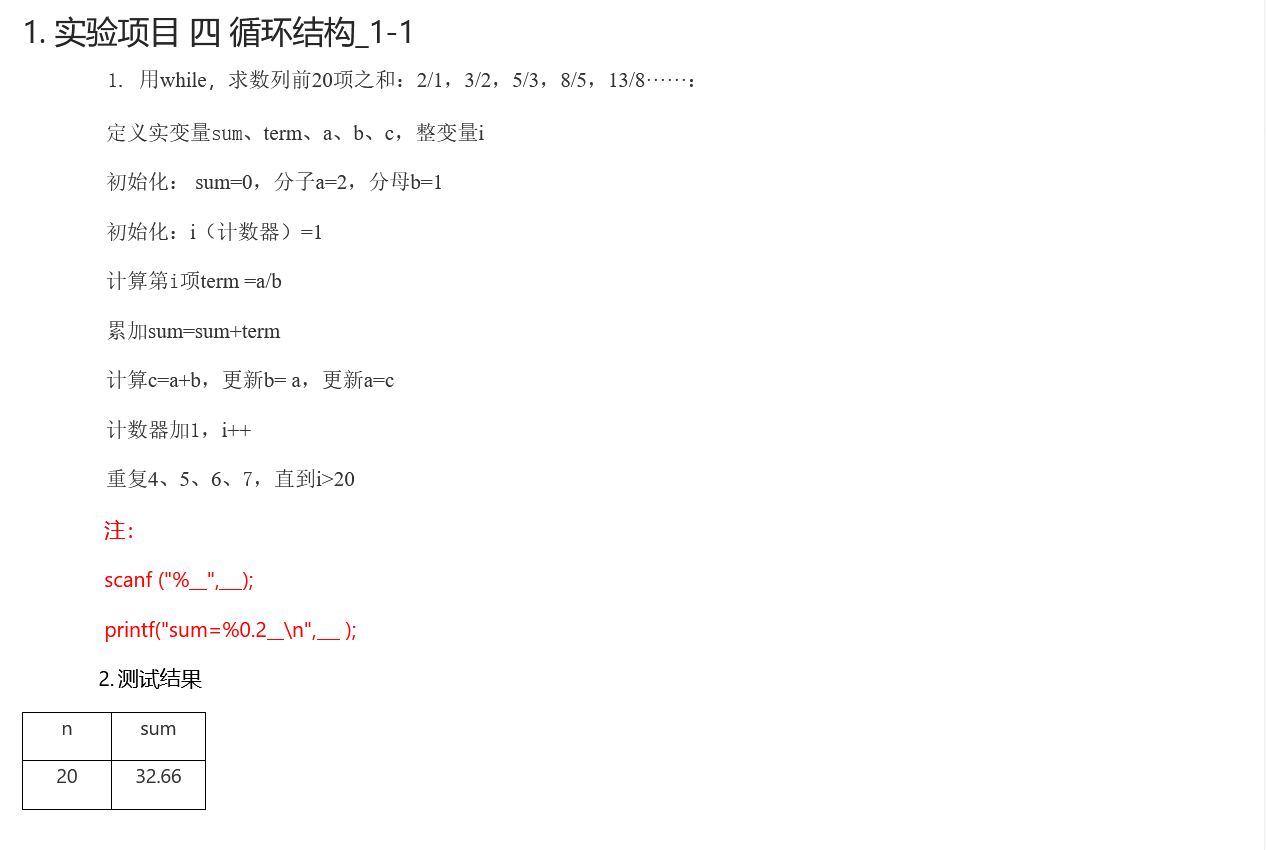 1. 实验项目 四 循环结构_1-1
1. 用while，求数列前20项之和：2/1，3/2，5/3，8/5，13/8……：
定义实变量sum、term、a、b、c，整变量i
初始化： sum=0，分子a=2，分母b=1
初始化：i（计数器）=1
计算第i项term =a/b
累加sum=sum+term
计算c=a+b，更新b= a，更新a=c
计数器加1，i++
重复4、5、6、7，直到i>20
注：
scanf ("%__",__);
printf("sum=%0.2__\n",__ );
2. 测试结果
n sum
20 32.66